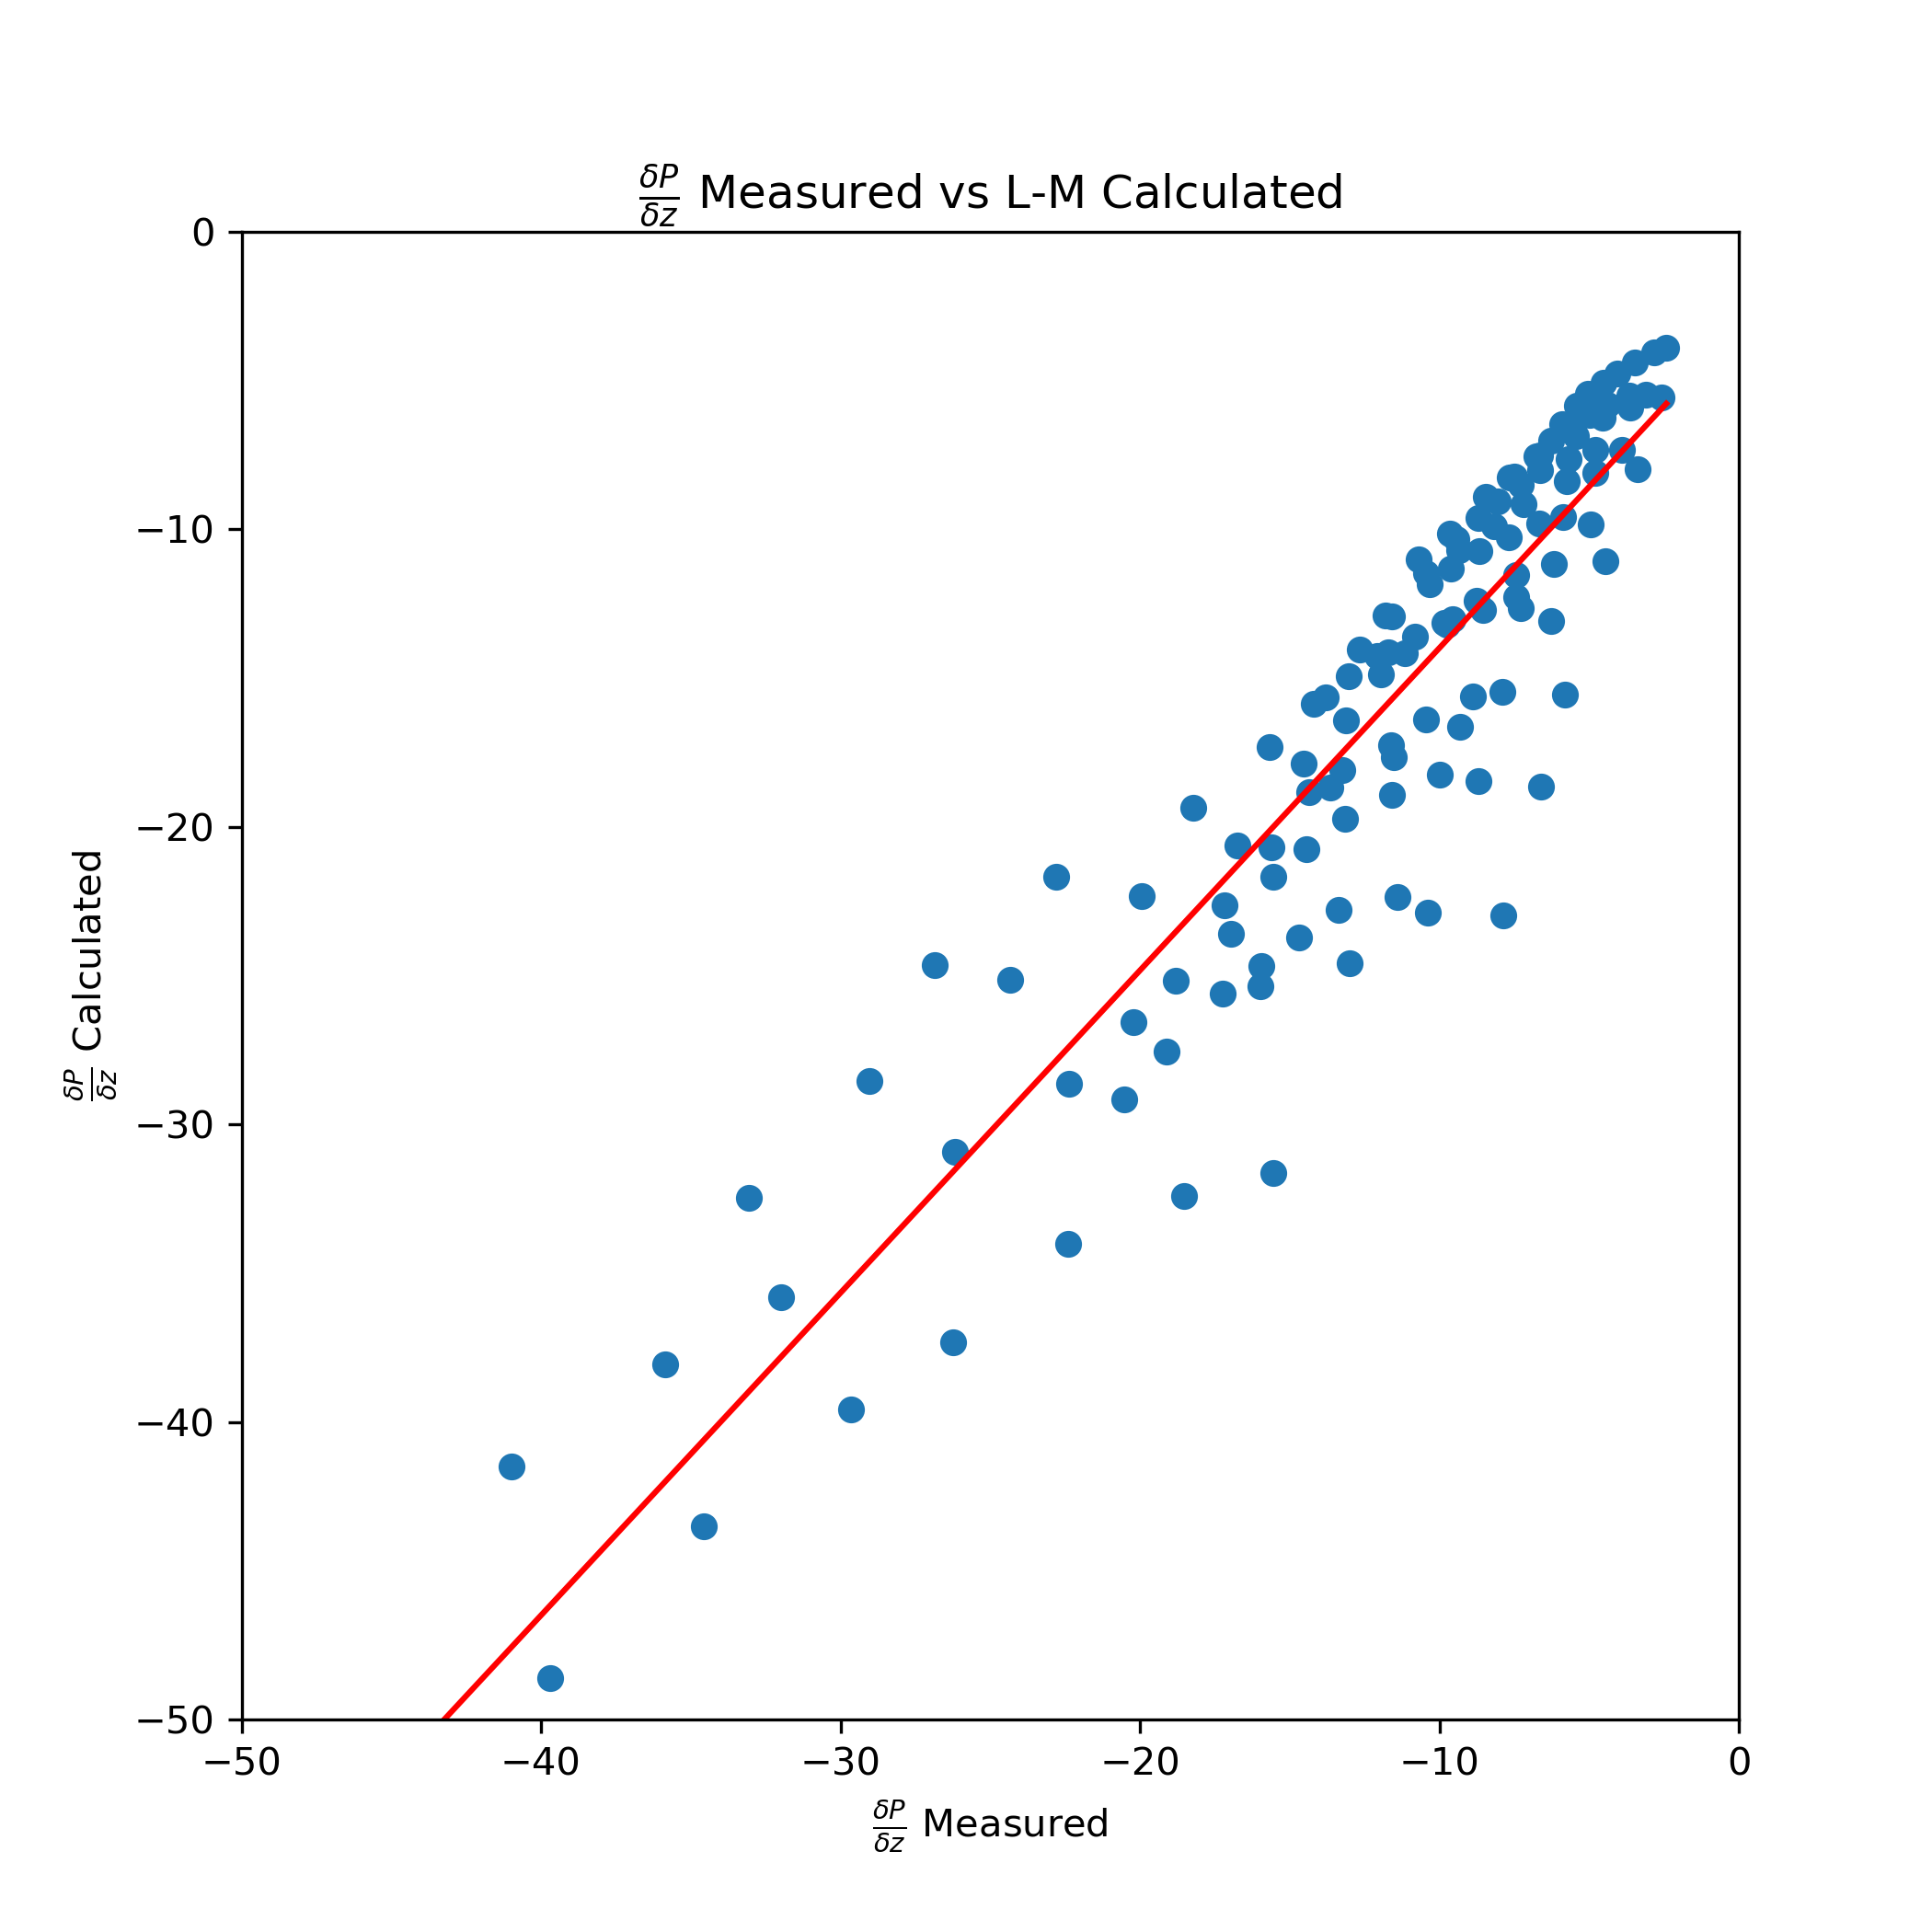 δP/δz Measured vs L-M Calculated
0
−10
−20
−30
−40
−50
δP/δz Calculated
−50 −40 −30 −20 −10 0
δP/δz Measured